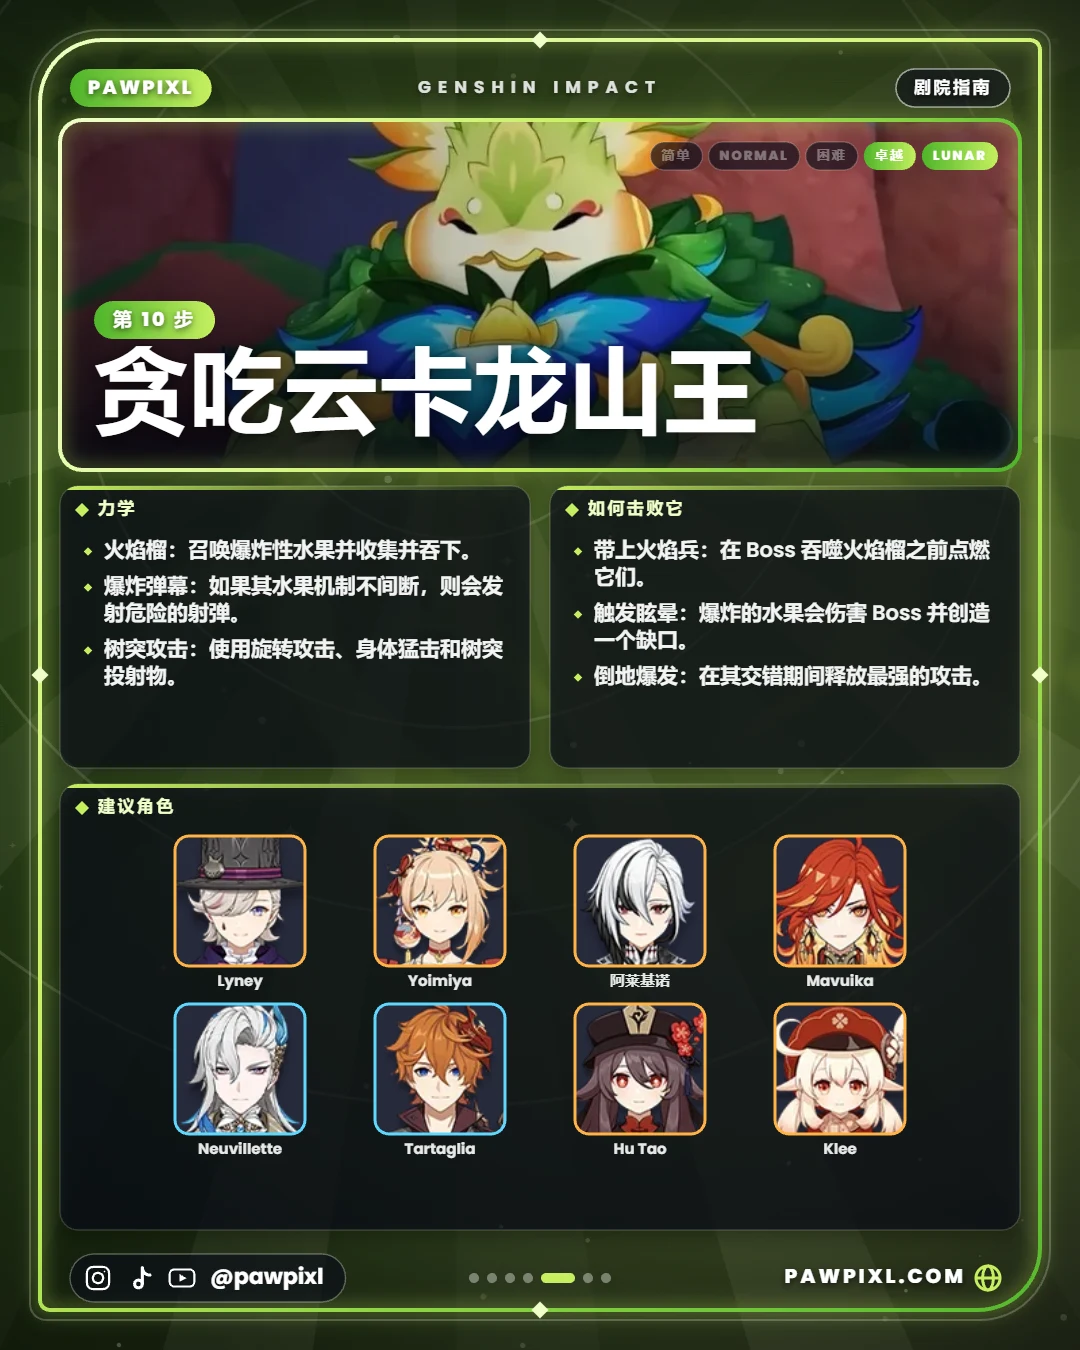 PAWPIXL
GENSHIN IMPACT
剧院指南
简单
NORMAL
困难
卓越
LUNAR
第 10 步
贪吃云卡龙山王
力学
火焰榴：召唤爆炸性水果并收集并吞下。
爆炸弹幕：如果其水果机制不间断，则会发
射危险的射弹。
树突攻击：使用旋转攻击、身体猛击和树突
投射物。
如何击败它
带上火焰兵：在 Boss 吞噬火焰榴之前点燃
它们。
触发眩晕：爆炸的水果会伤害 Boss 并创造
一个缺口。
倒地爆发：在其交错期间释放最强的攻击。
建议角色
Lyney
Yoimiya
阿莱基诺
Mavuika
Neuvillette
Tartaglia
Hu Tao
Klee
@pawpixl
PAWPIXL.COM